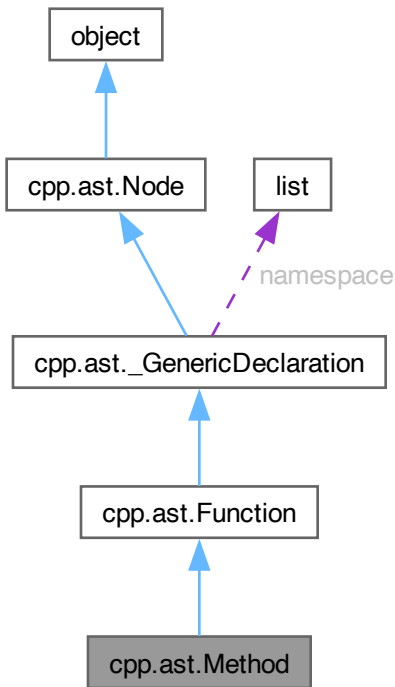 object
cpp.ast.Node
list
namespace
cpp.ast._GenericDeclaration
cpp.ast.Function
cpp.ast.Method